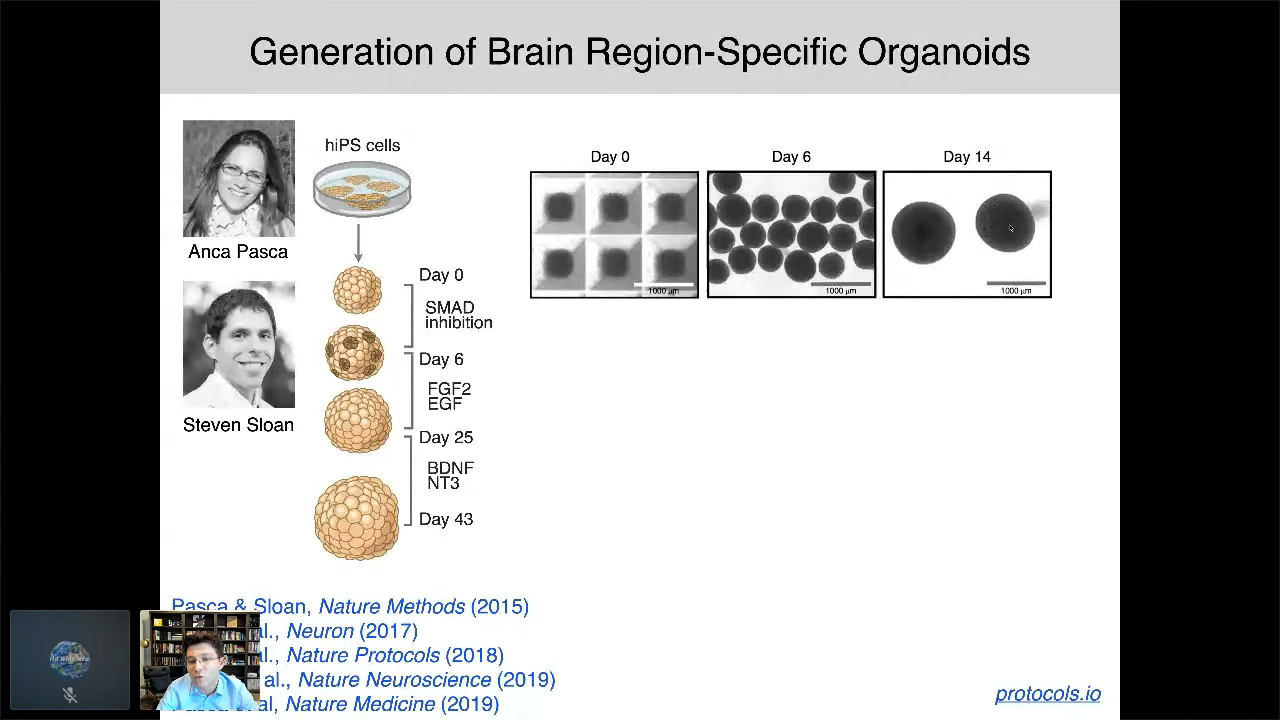 Generation of Brain Region-Specific Organoids
Anca Pasca
Steven Sloan
hiPS cells
Day 0
SMAD
inhibition
Day 6
FGF2
EGF
Day 25
BDNF
NT3
Day 43
Day 0
Day 6
Day 14
1000 μm
1000 μm
1000 μm
Pasca & Sloan, Nature Methods (2015)
al., Neuron (2017)
al., Nature Protocols (2018)
al., Nature Neuroscience (2019)
al, Nature Medicine (2019)
protocols.io